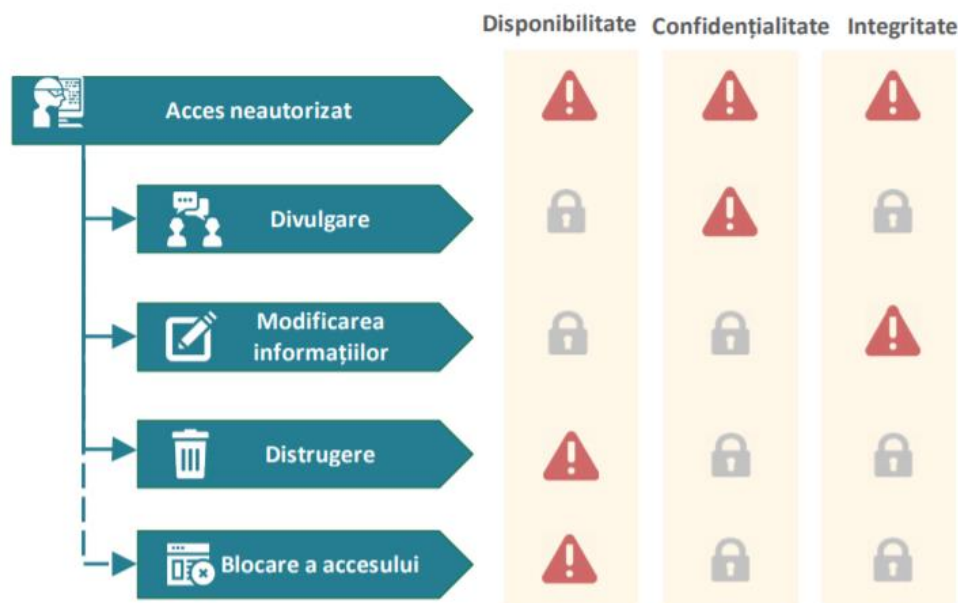 Disponibilitate Confidențialitate Integritate
Acces neautorizat
Divulgare
Modificarea
informațiilor
Distrugere
Blocare a accesului